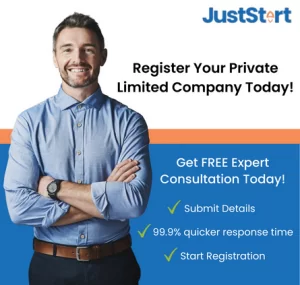 JustStart
Register Your Private
Limited Company Today!
Get FREE Expert
Consultation Today!
Submit Details
99.9% quicker response time
Start Registration